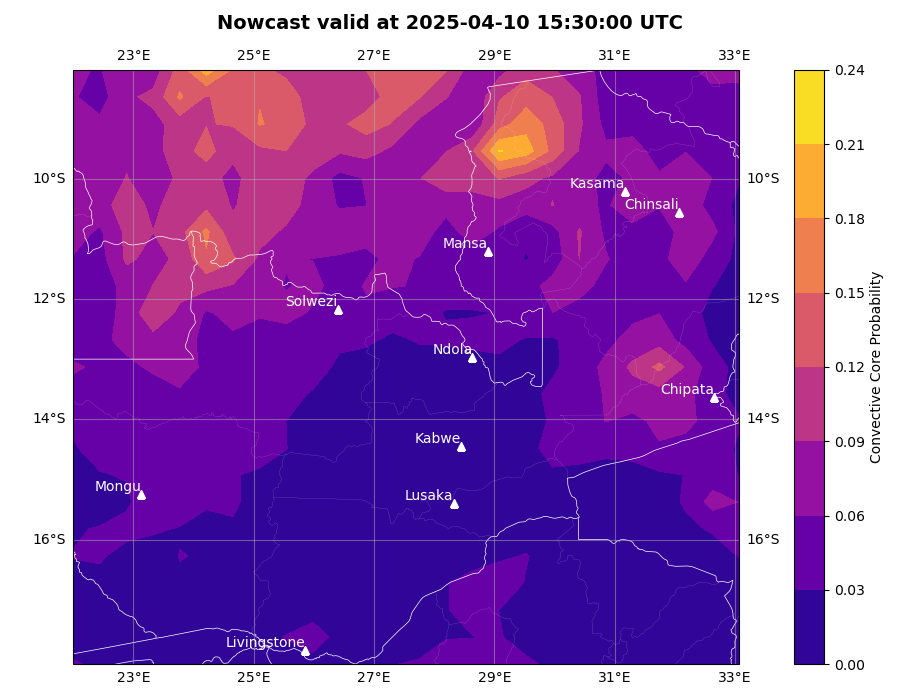 Nowcast valid at 2025-04-10 15:30:00 UTC
23°E 25°E 27°E 29°E 31°E 33°E
0.24
0.21
0.18
0.15
0.12
0.09
0.06
0.03
0.00
Convective Core Probability
10°S 10°S
12°S 12°S
14°S 14°S
16°S 16°S
Kasama
Chinsali
Mansa
Solwezi
Ndola
Chipata
Kabwe
Mongu
Lusaka
Livingstone
23°E 25°E 27°E 29°E 31°E 33°E